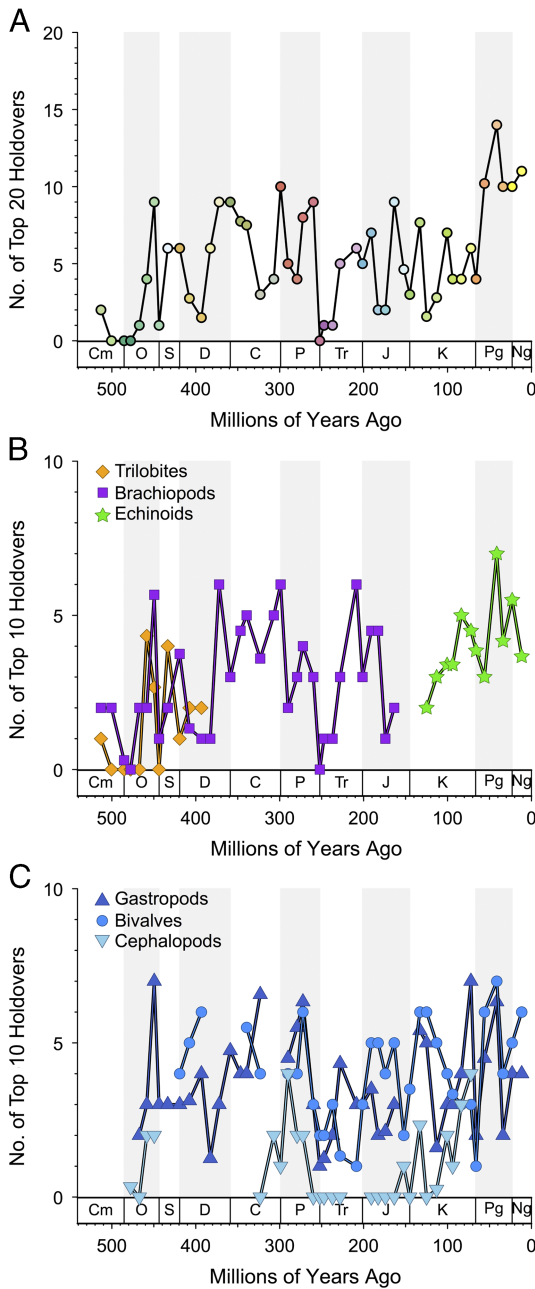 A
No. of Top 20 Holdovers
20
15
10
5
0
Cm O S D C P Tr J K Pg Ng
500 400 300 200 100 0
Millions of Years Ago
B
No. of Top 10 Holdovers
10
Trilobites
Brachiopods
Echinoids
5
0
Cm O S D C P Tr J K Pg Ng
500 400 300 200 100 0
Millions of Years Ago
C
No. of Top 10 Holdovers
10
Gastropods
Bivalves
Cephalopods
5
0
Cm O S D C P Tr J K Pg Ng
500 400 300 200 100 0
Millions of Years Ago